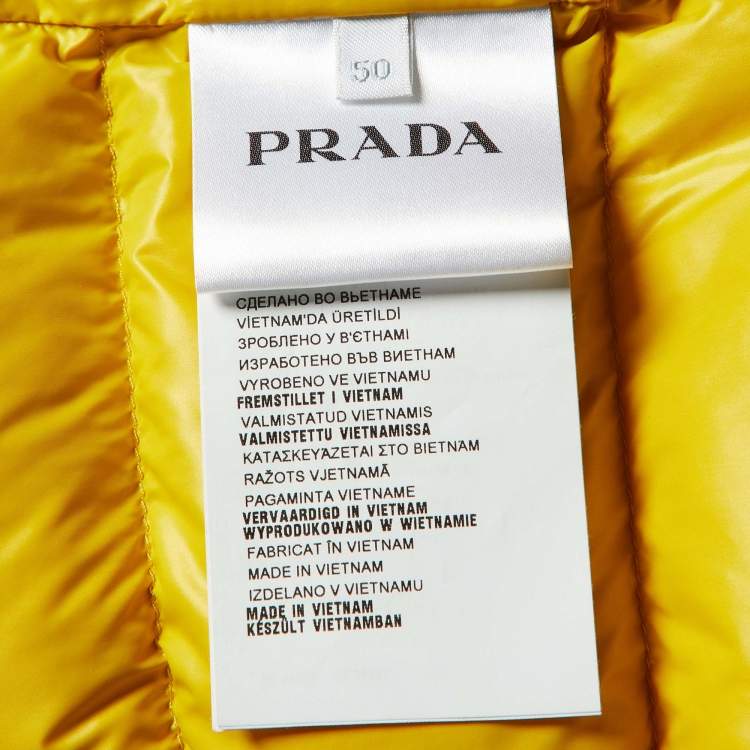 50
PRADA
СДЕЛАНО ВО ВЬЕТНАМЕ
VİETNAM'DA ÜRETİLDİ
ЗРОБЛЕНО У В'ЄТНАМІ
ИЗРАБОТЕНО ВЪВ ВИЕТНАМ
VYROBENO VE VIETNAMU
FREMSTILLET I VIETNAM
VALMISTATUD VIETNAMIS
VALMISTETTU VIETNAMISSA
ΚΑΤΑΣΚΕΥΆΖΕΤΑΙ ΣΤΟ ΒΙΕΤΝΆΜ
RAŽOTS VJETNAMĀ
PAGAMINTA VIETNAME
VERVAARDIGD IN VIETNAM
WYPRODUKOWANO W WIETNAMIE
FABRICAT ÎN VIETNAM
MADE IN VIETNAM
IZDELANO V VIETNAMU
MADE IN VIETNAM
KÉSZÜLT VIETNAMBAN